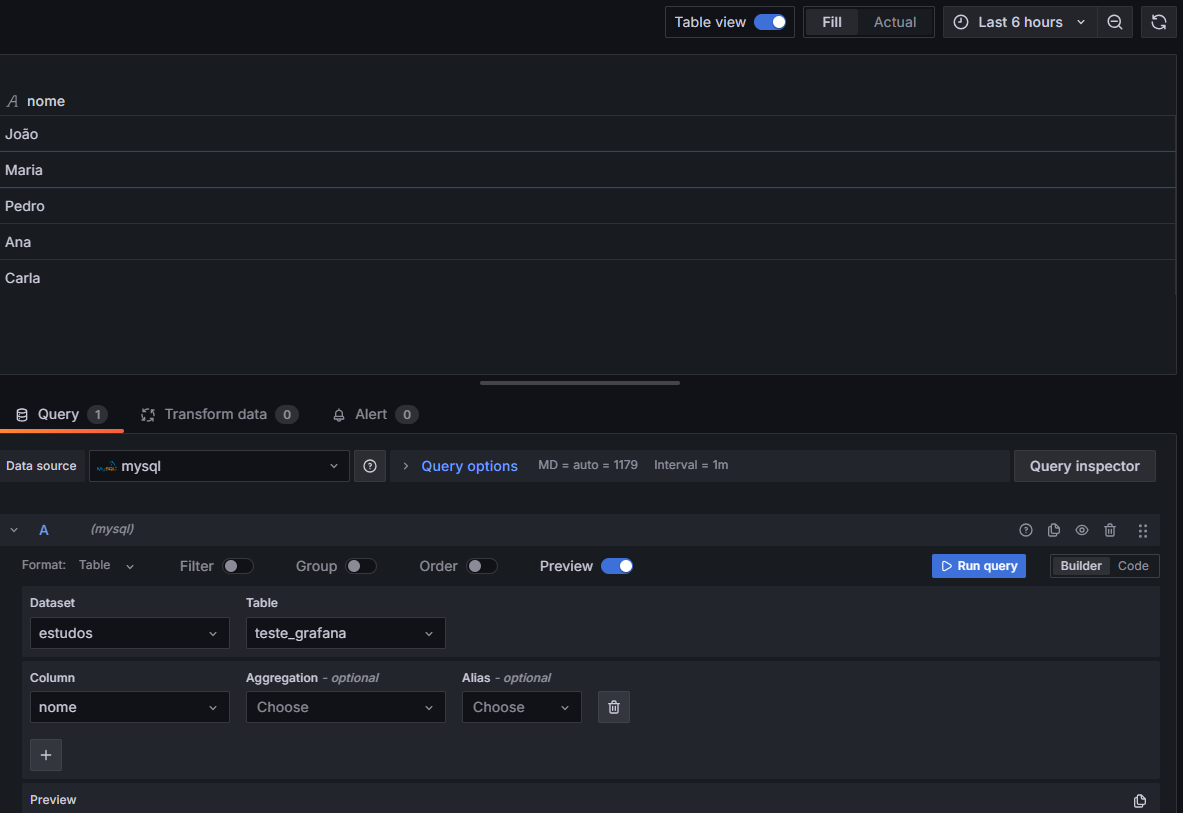 Table view Fill Actual Last 6 hours
A nome
João
Maria
Pedro
Ana
Carla
Query 1 Transform data 0 Alert 0
Data source MySQL mysql Query options MD = auto = 1179 Interval = 1m Query inspector
A (mysql)
Format: Table Filter Group Order Preview Run query Builder Code
Dataset Table
estudos teste_grafana
Column Aggregation - optional Alias - optional
nome Choose Choose
Preview